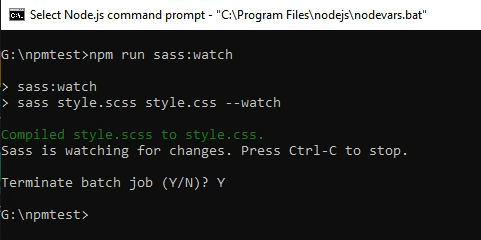 Select Node.js command prompt - "C:\Program Files\nodejs\nodevars.bat"
G:\npmtest>npm run sass:watch
> sass:watch
> sass style.scss style.css --watch
Compiled style.scss to style.css.
Sass is watching for changes. Press Ctrl-C to stop.
Terminate batch job (Y/N)? Y
G:\npmtest>